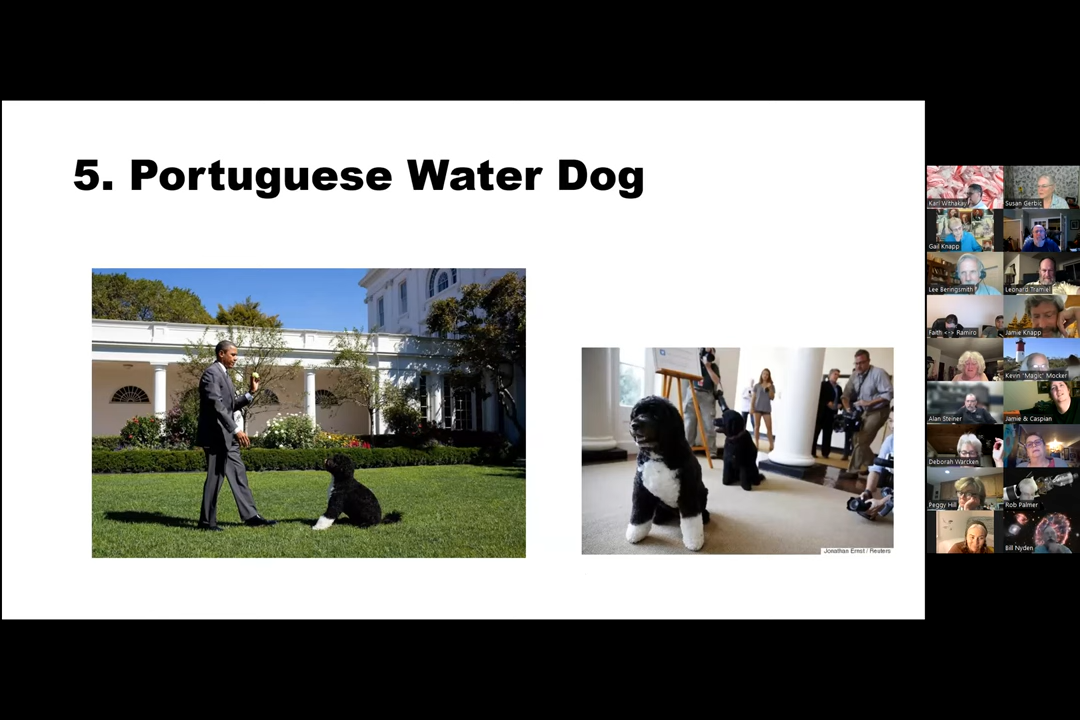 5. Portuguese Water Dog
Jonathan Ernst / Reuters
Karl Withakay
Susan Gerbic
Gail Knapp
Lee Beringsmith
Leonard Tramiel
Faith <-> Ramiro
Jamie Knapp
Kevin "Magic" Mocker
Alan Steiner
Jamie & Caspian
Deborah Warcken
Peggy Hill
Rob Palmer
Bill Nyden